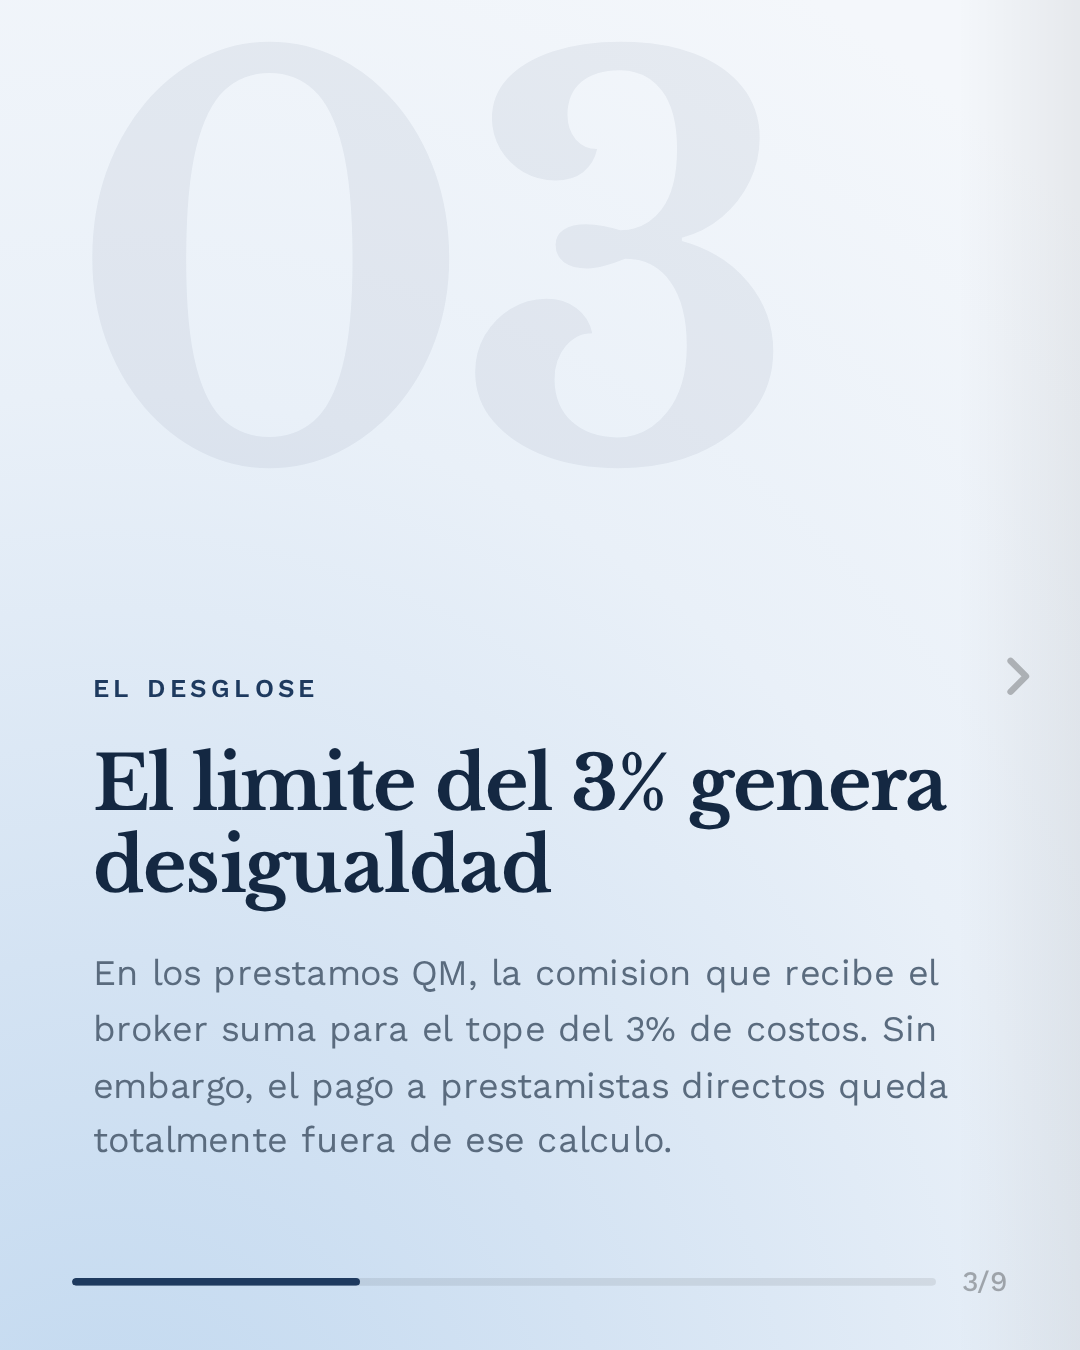 03
EL DESGLOSE
El limite del 3% genera
desigualdad
En los prestamos QM, la comision que recibe el
broker suma para el tope del 3% de costos. Sin
embargo, el pago a prestamistas directos queda
totalmente fuera de ese calculo.
3/9